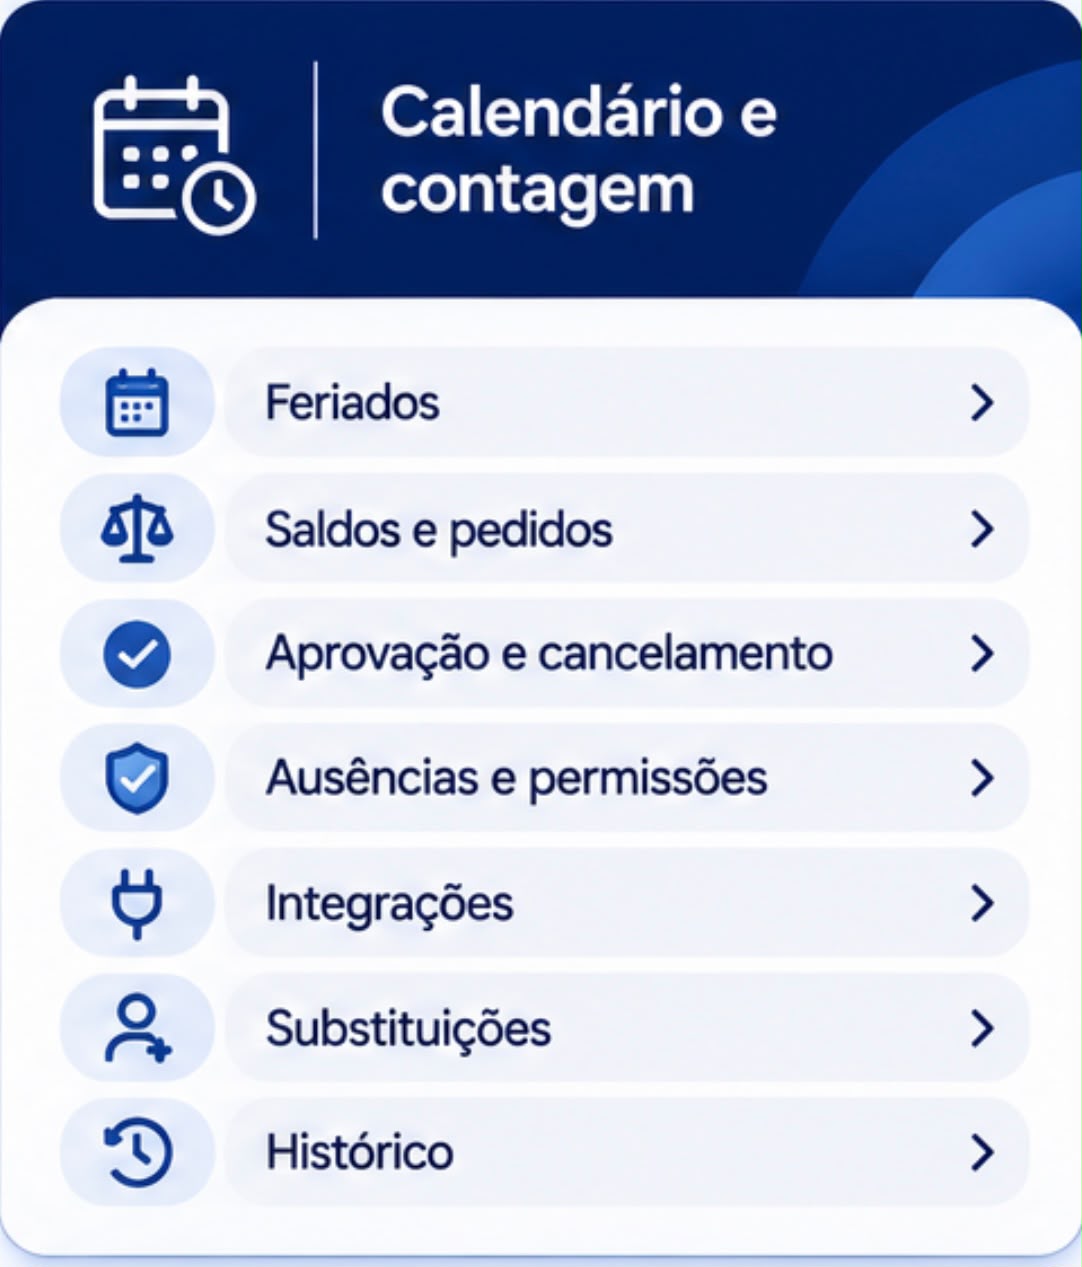 Calendário e
contagem
Feriados
Saldos e pedidos
Aprovação e cancelamento
Ausências e permissões
Integrações
Substituições
Histórico